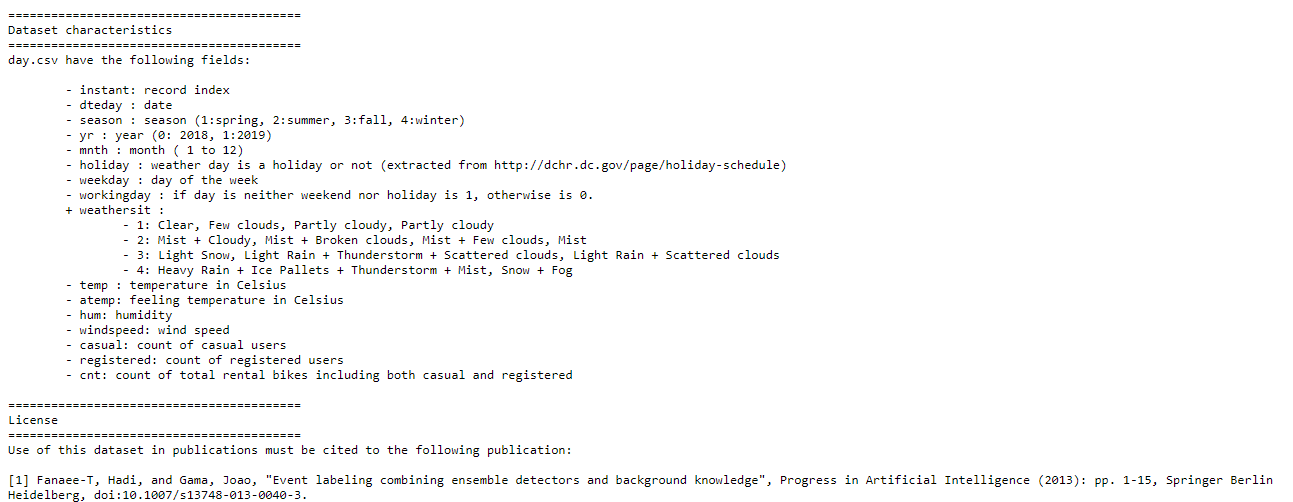 =========================================
Dataset characteristics
=========================================
day.csv have the following fields:
- instant: record index
- dteday : date
- season : season (1:spring, 2:summer, 3:fall, 4:winter)
- yr : year (0: 2018, 1:2019)
- mnth : month ( 1 to 12)
- holiday : weather day is a holiday or not (extracted from http://dchr.dc.gov/page/holiday-schedule)
- weekday : day of the week
- workingday : if day is neither weekend nor holiday is 1, otherwise is 0.
+ weathersit :
- 1: Clear, Few clouds, Partly cloudy, Partly cloudy
- 2: Mist + Cloudy, Mist + Broken clouds, Mist + Few clouds, Mist
- 3: Light Snow, Light Rain + Thunderstorm + Scattered clouds, Light Rain + Scattered clouds
- 4: Heavy Rain + Ice Pallets + Thunderstorm + Mist, Snow + Fog
- temp : temperature in Celsius
- atemp: feeling temperature in Celsius
- hum: humidity
- windspeed: wind speed
- casual: count of casual users
- registered: count of registered users
- cnt: count of total rental bikes including both casual and registered
=========================================
License
=========================================
Use of this dataset in publications must be cited to the following publication:
[1] Fanaee-T, Hadi, and Gama, Joao, "Event labeling combining ensemble detectors and background knowledge", Progress in Artificial Intelligence (2013): pp. 1-15, Springer Berlin
Heidelberg, doi:10.1007/s13748-013-0040-3.